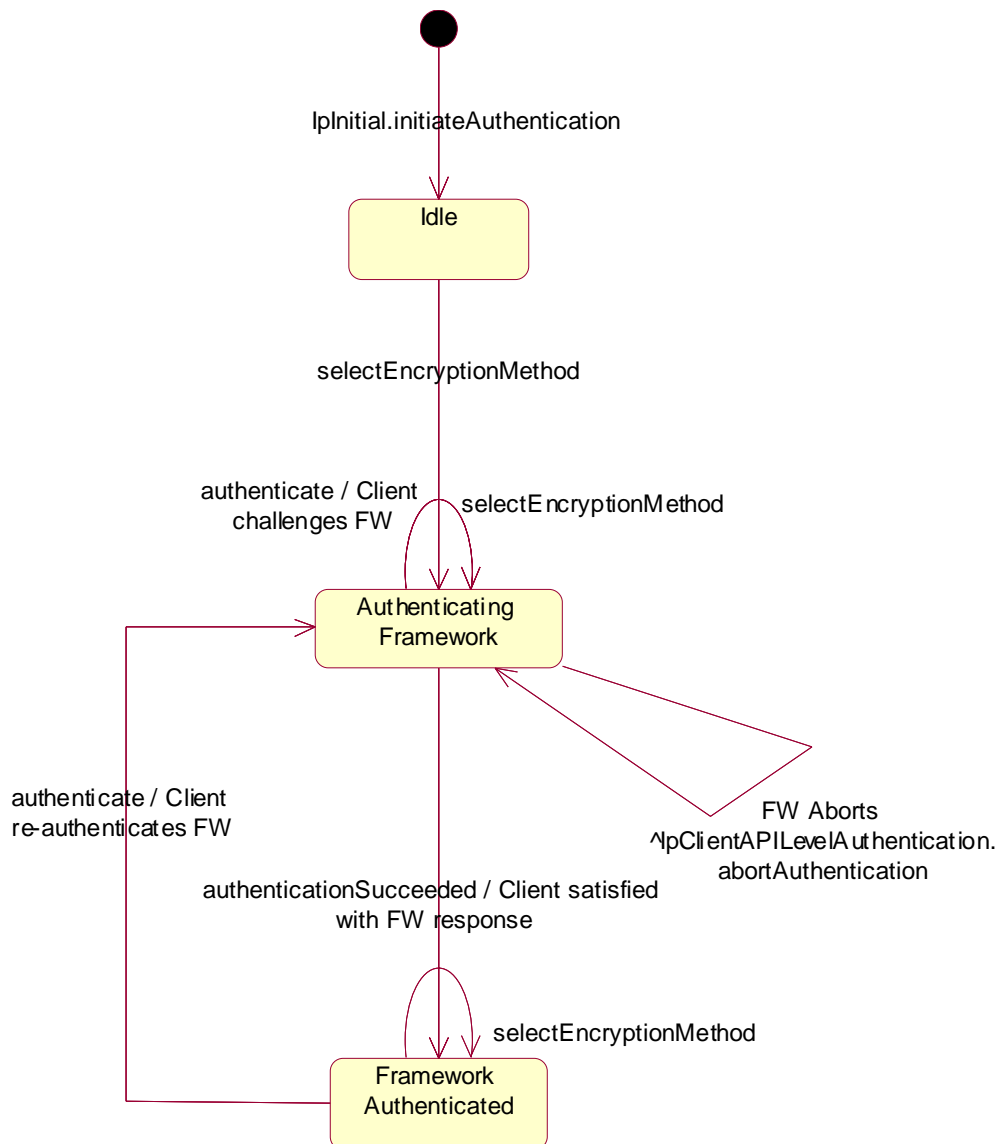 IpInitial.initiateAuthentication
Idle
selectEncryptionMethod
authenticate / Client
challenges FW
selectEncryptionMethod
Authenticating
Framework
authenticate / Client
re-authenticates FW
FW Aborts
^IpClientAPILevelAuthentication.
abortAuthentication
authenticationSucceeded / Client satisfied
with FW response
selectEncryptionMethod
Framework
Authenticated